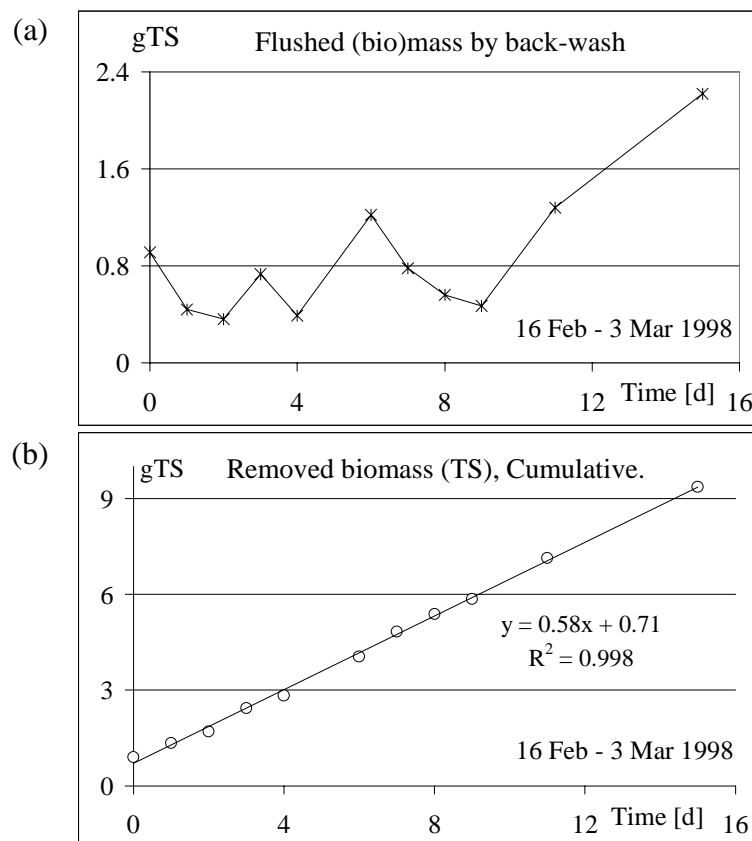 (a)
gTS
Flushed (bio)mass by back-wash
2.4
1.6
0.8
0
16 Feb - 3 Mar 1998
0 4 8 12 16
Time [d]
(b)
gTS
Removed biomass (TS), Cumulative.
9
6
3
0
y = 0.58x + 0.71
R² = 0.998
16 Feb - 3 Mar 1998
0 4 8 12 16
Time [d]